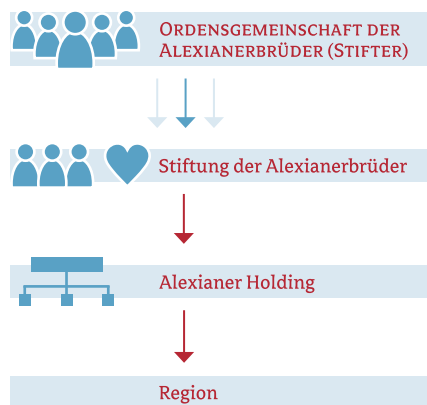 Ordensgemeinschaft der
Alexianerbrüder (Stifter)
Stiftung der Alexianerbrüder
Alexianer Holding
Region